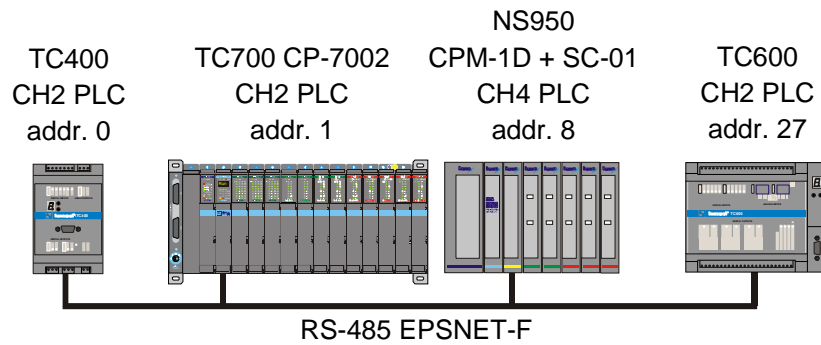 NS950
TC400 TC700 CP-7002 CPM-1D + SC-01 TC600
CH2 PLC CH2 PLC CH4 PLC CH2 PLC
addr. 0 addr. 1 addr. 8 addr. 27
RS-485 EPSNET-F